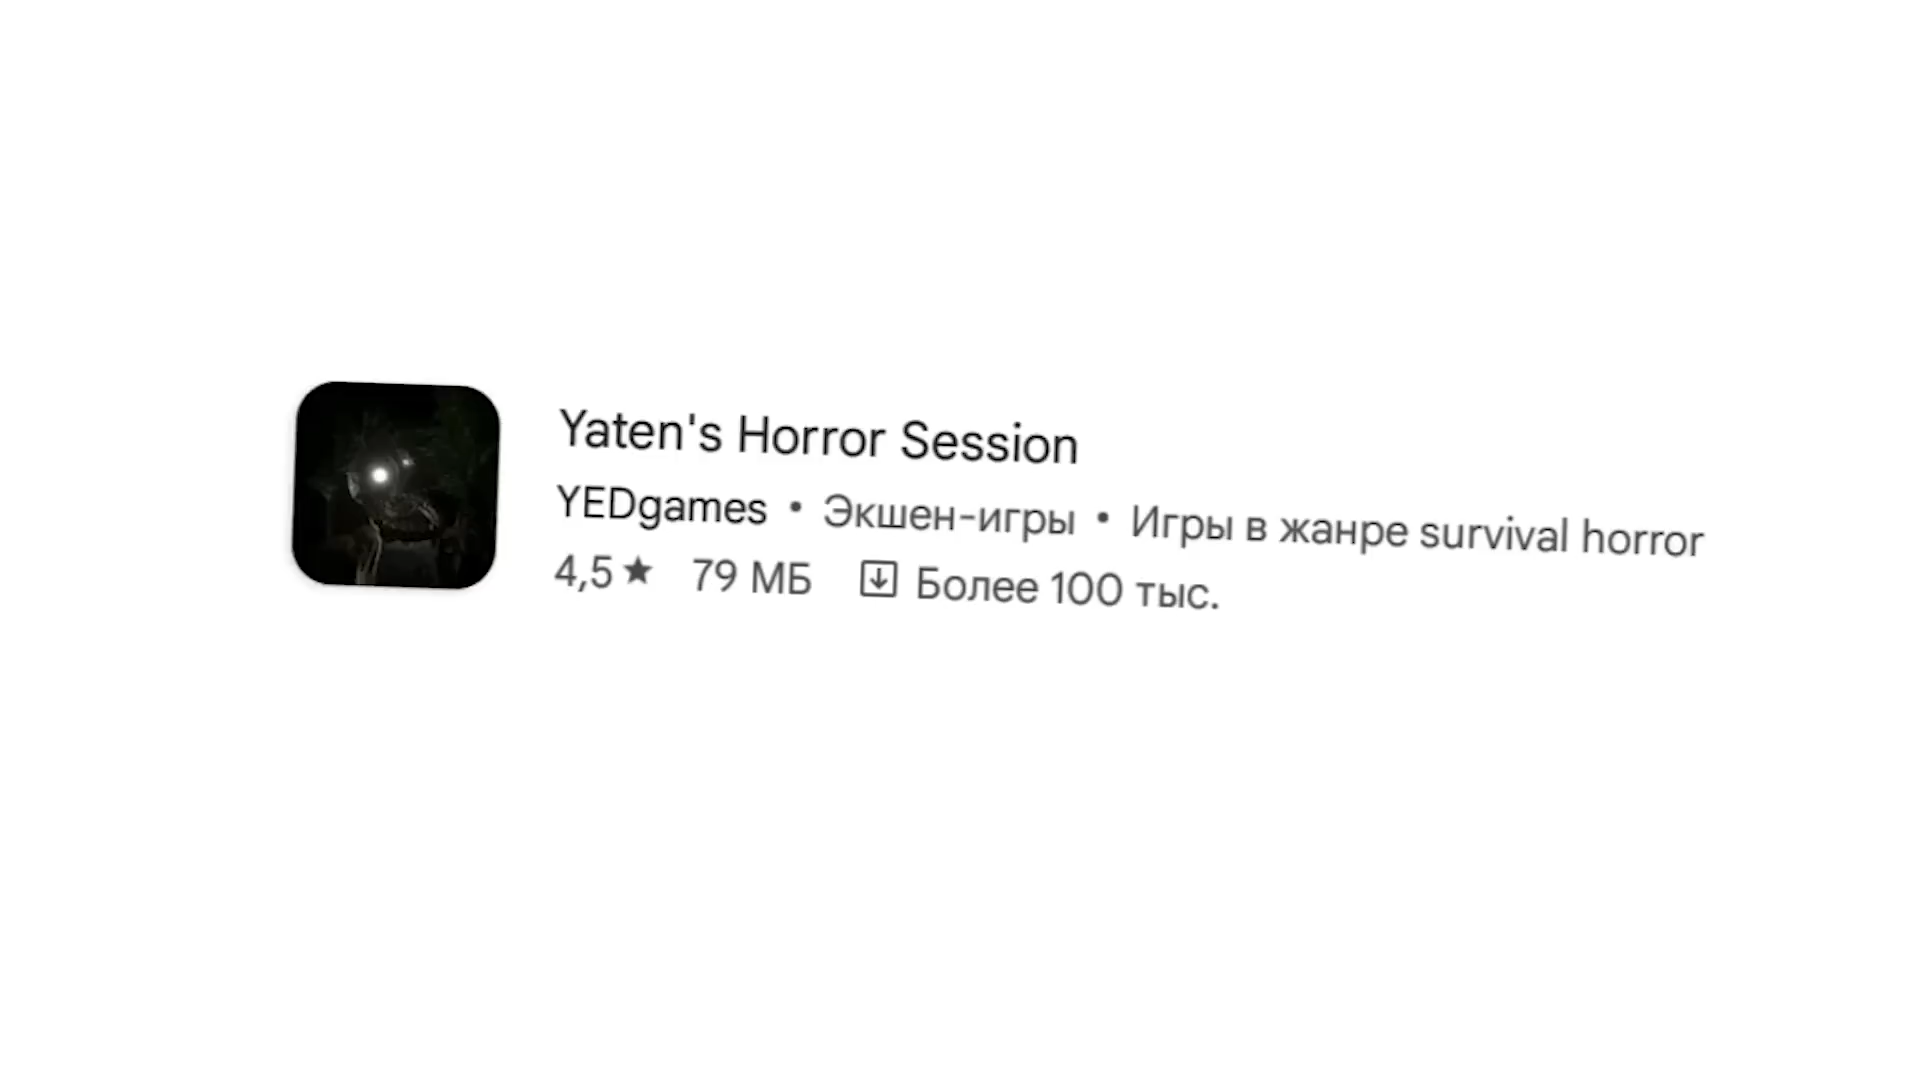 Yaten's Horror Session
YEDgames • Экшен-игры • Игры в жанре survival horror
4,5★ 79 МБ Более 100 тыс.